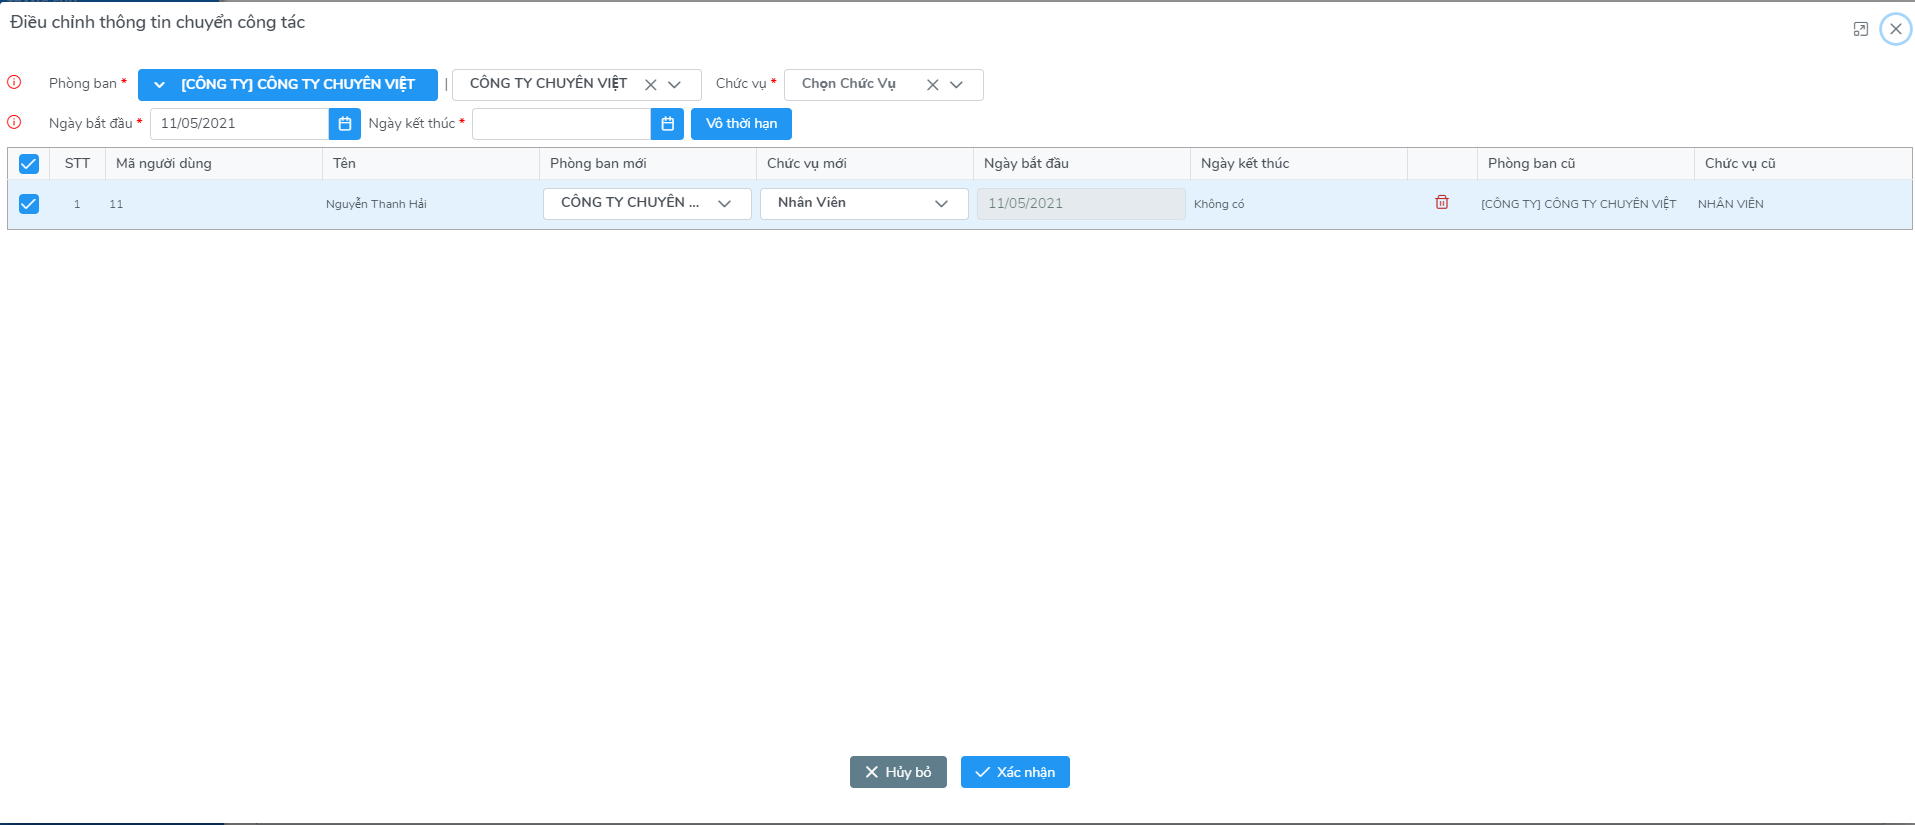 Điều chỉnh thông tin chuyển công tác
Phòng ban * [CÔNG TY] CÔNG TY CHUYÊN VIỆT | CÔNG TY CHUYÊN VIỆT Chức vụ * Chọn Chức Vụ
Ngày bắt đầu * 11/05/2021 Ngày kết thúc * Vô thời hạn
STT Mã người dùng Tên Phòng ban mới Chức vụ mới Ngày bắt đầu Ngày kết thúc Phòng ban cũ Chức vụ cũ
1 11 Nguyễn Thanh Hải CÔNG TY CHUYÊN ... Nhân Viên 11/05/2021 Không có [CÔNG TY] CÔNG TY CHUYÊN VIỆT NHÂN VIÊN
Hủy bỏ Xác nhận